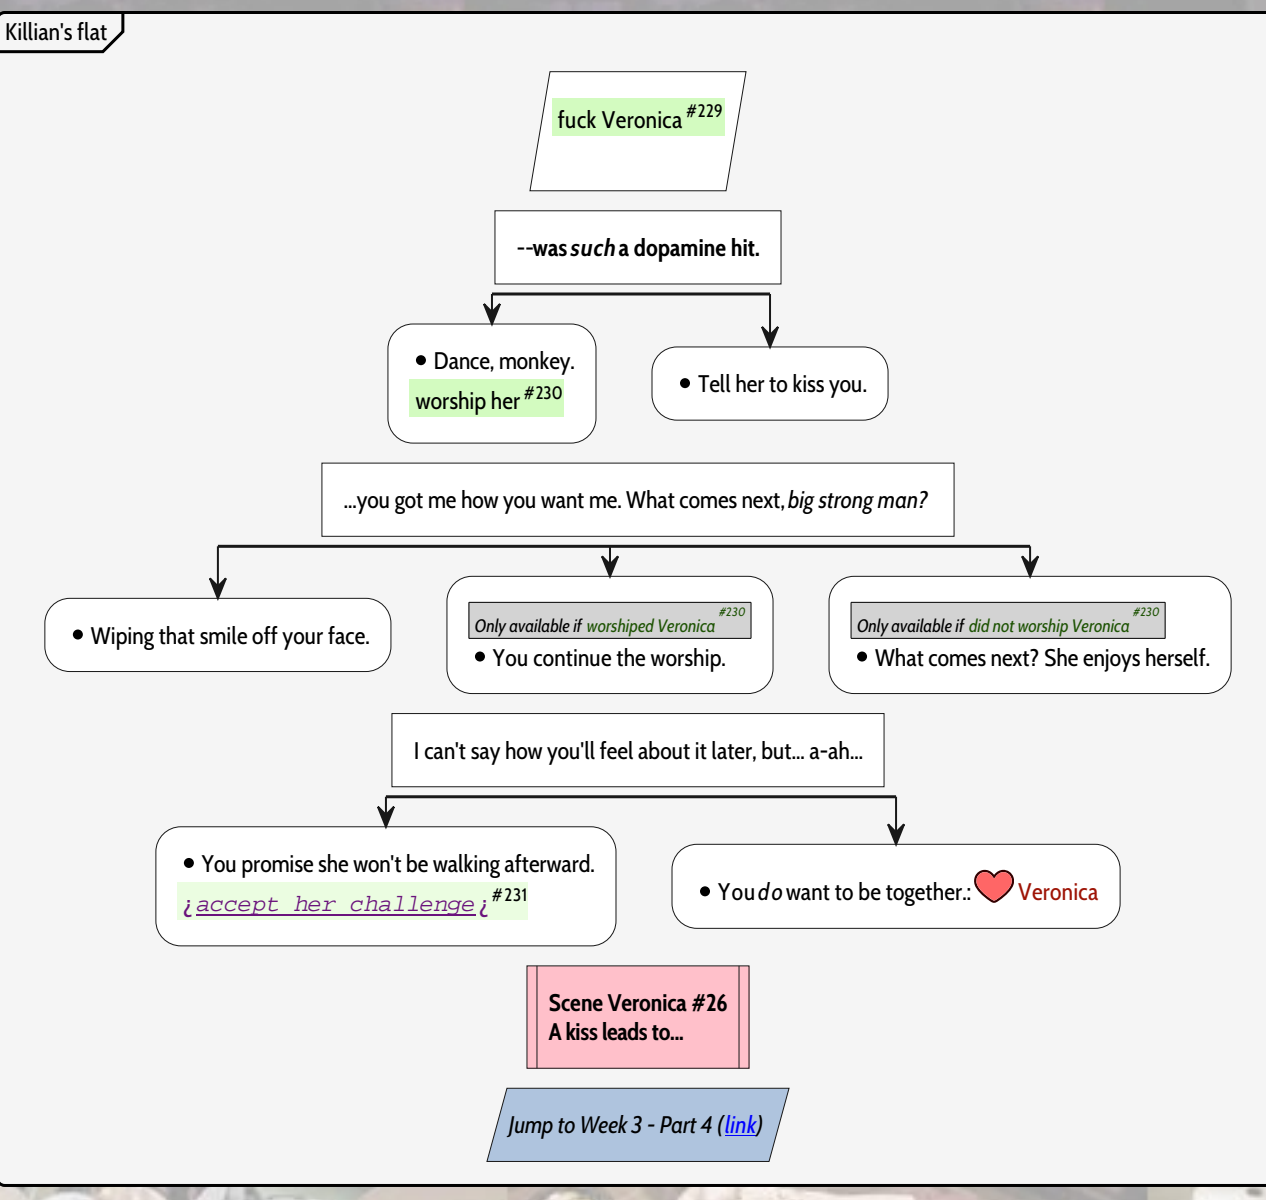 Killian's flat
fuck Veronica #229
--was such a dopamine hit.
• Dance, monkey.
worship her #230
• Tell her to kiss you.
...you got me how you want me. What comes next, big strong man?
• Wiping that smile off your face.
Only available if worshiped Veronica #230
• You continue the worship.
Only available if did not worship Veronica #230
• What comes next? She enjoys herself.
I can't say how you'll feel about it later, but... a-ah...
• You promise she won't be walking afterward.
¿accept her challenge¿ #231
• You do want to be together.: Veronica
Scene Veronica #26
A kiss leads to...
Jump to Week 3 - Part 4 (link)